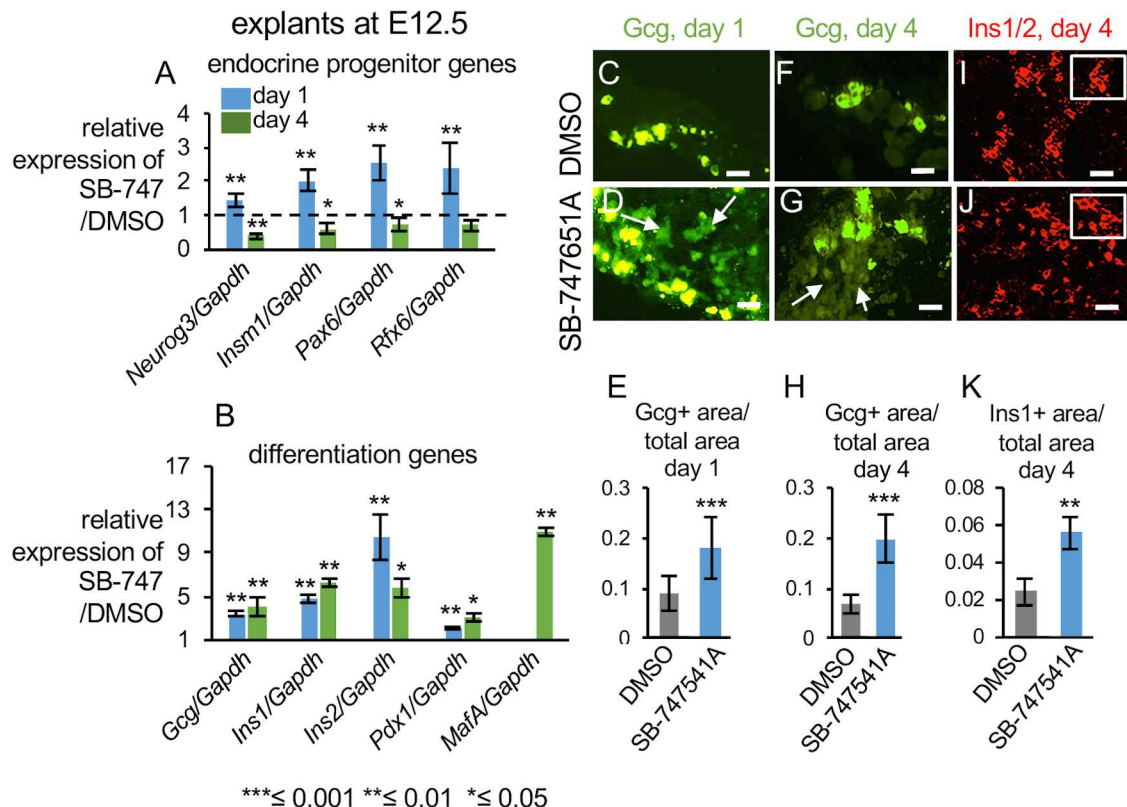 explants at E12.5
A
endocrine progenitor genes
day 1
day 4
relative
expression of
SB-747
/DMSO
4
3
2
1
0
** ** ** ** ** * * 
Neurog3/Gapdh
Insm1/Gapdh
Pax6/Gapdh
Rfx6/Gapdh
B
differentiation genes
relative
expression of
SB-747
/DMSO
17
13
9
5
1
** ** ** ** ** * ** * **
Gcg/Gapdh
Ins1/Gapdh
Ins2/Gapdh
Pdx1/Gapdh
MafA/Gapdh
***≤ 0.001 **≤ 0.01 *≤ 0.05
Gcg, day 1
Gcg, day 4
Ins1/2, day 4
DMSO
SB-747651A
C
F
I
D
G
J
E
Gcg+ area/
total area
day 1
0.3
0.2
0.1
0
***
DMSO
SB-747541A
H
Gcg+ area/
total area
day 4
0.3
0.2
0.1
0
***
DMSO
SB-747541A
K
Ins1+ area/
total area
day 4
0.08
0.06
0.04
0.02
0
**
DMSO
SB-747541A